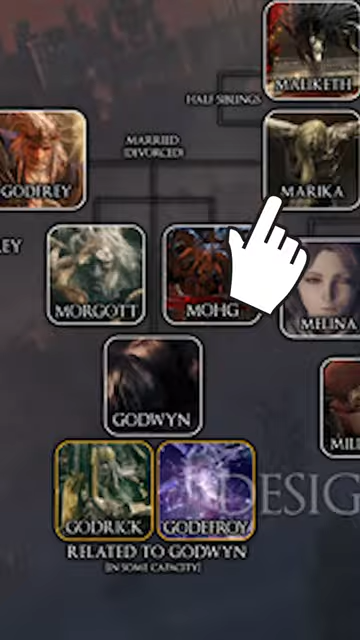 MALIKETH
HALF SIBLINGS
MARRIED
(DIVORCED)
GODFREY
MARIKA
EY
MORGOTT
MOHG
MELINA
GODWYN
MIL
GODRICK
GODEFROY
DESIG
RELATED TO GODWYN
[IN SOME CAPACITY]